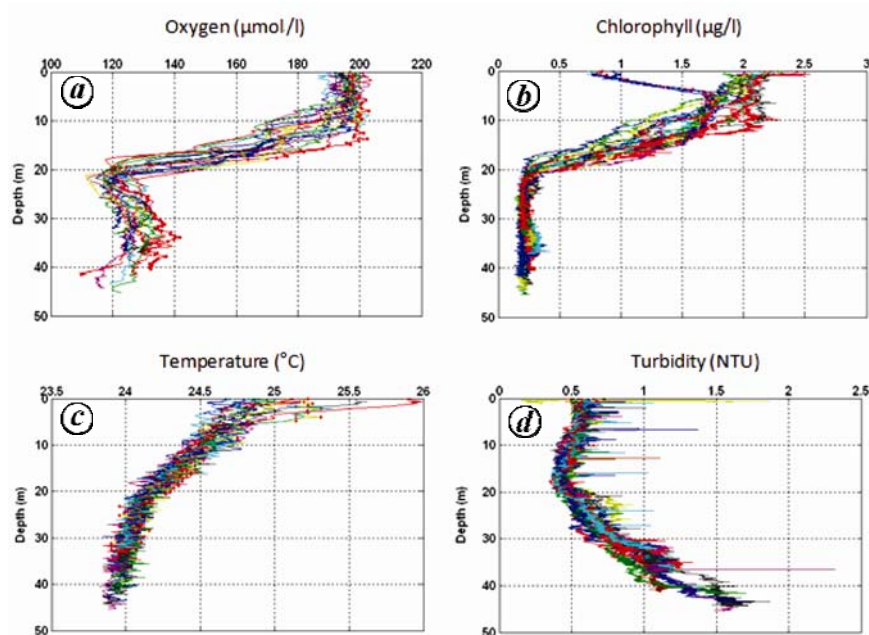 Oxygen (µmol/l)
100 120 140 160 180 200 220
0
10
20
30
40
50
Depth (m)
a
Chlorophyll (µg/l)
0 0.5 1 1.5 2 2.5 3
0
10
20
30
40
50
Depth (m)
b
Temperature (°C)
23.5 24 24.5 25 25.5 26
0
10
20
30
40
50
Depth (m)
c
Turbidity (NTU)
0 0.5 1 1.5 2 2.5
0
10
20
30
40
50
Depth (m)
d